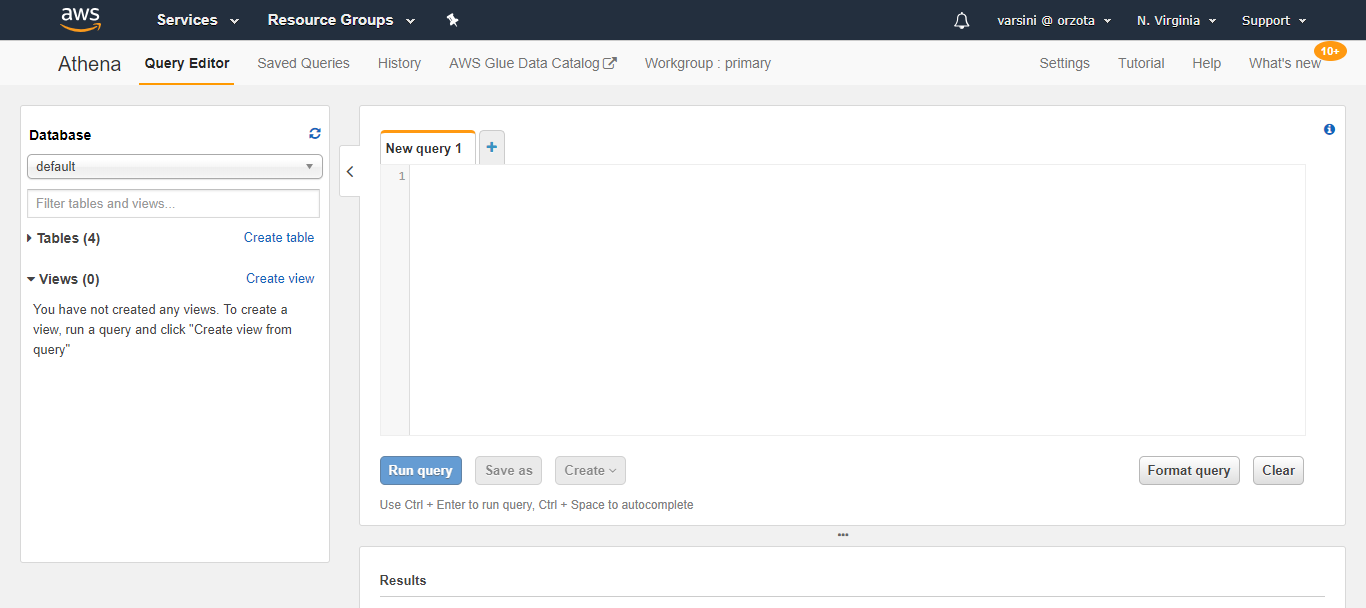 aws Services Resource Groups varsini @ orzota N. Virginia Support
10+
Athena Query Editor Saved Queries History AWS Glue Data Catalog Workgroup : primary Settings Tutorial Help What's new
Database
default
Filter tables and views...
Tables (4) Create table
Views (0) Create view
You have not created any views. To create a
view, run a query and click "Create view from
query"
New query 1 +
1
Run query Save as Create Format query Clear
Use Ctrl + Enter to run query, Ctrl + Space to autocomplete
Results